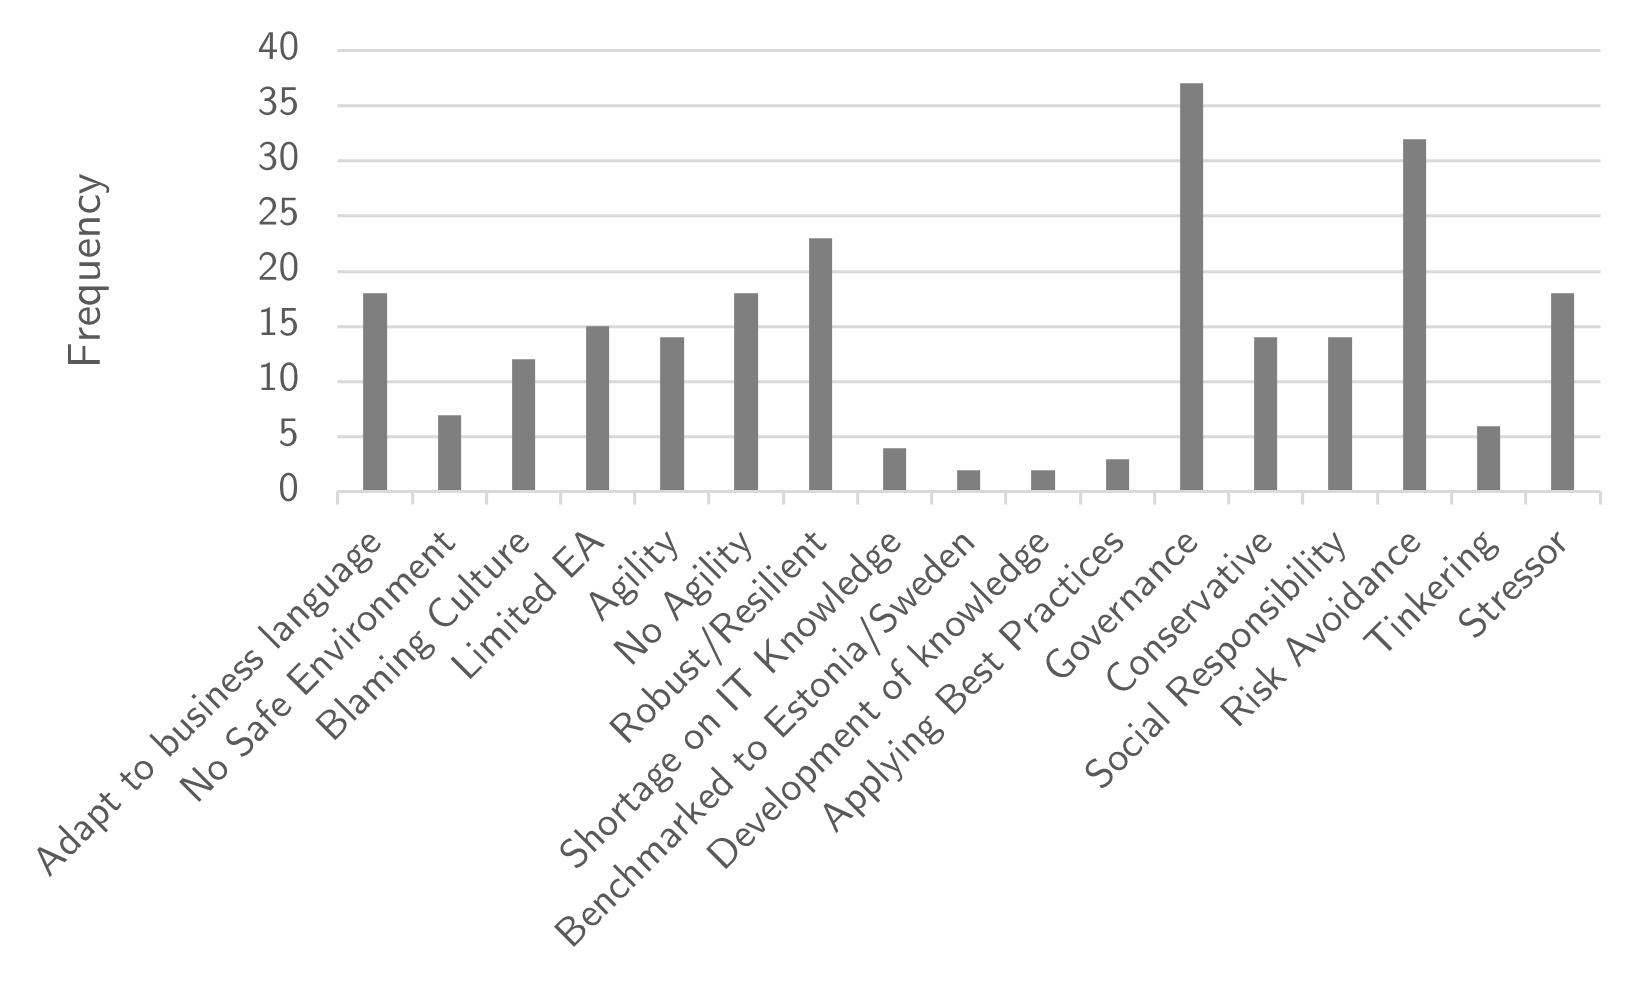 Frequency
40
35
30
25
20
15
10
5
0
Adapt to business language
No Safe Environment
Blaming Culture
Limited EA
Agility
No Agility
Robust/Resilient
Shortage on IT Knowledge
Benchmarked to Estonia/Sweden
Development of knowledge
Applying Best Practices
Governance
Conservative
Social Responsibility
Risk Avoidance
Tinkering
Stressor